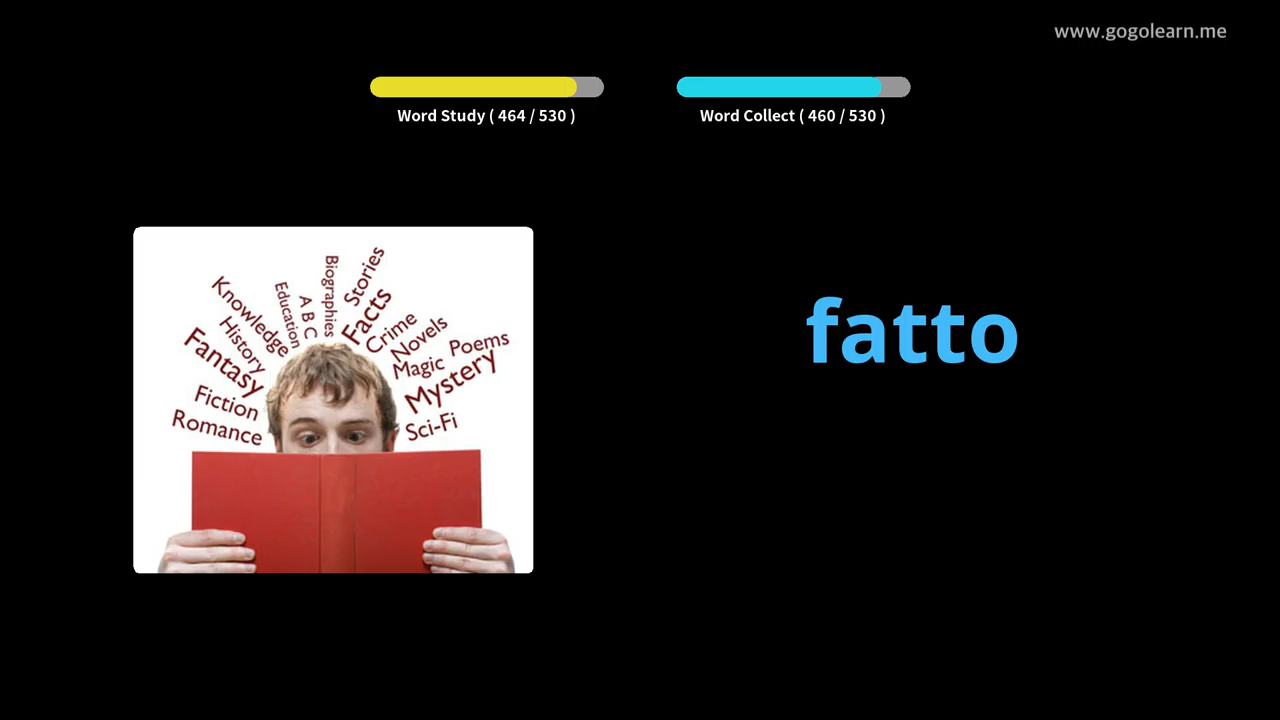 www.gogolearn.me
Word Study ( 464 / 530 )
Word Collect ( 460 / 530 )
fatto
Stories
Biographies
Facts
A B C
Education
Knowledge
Crime
History
Novels
Poems
Fantasy
Magic
Mystery
Fiction
Romance
Sci-Fi